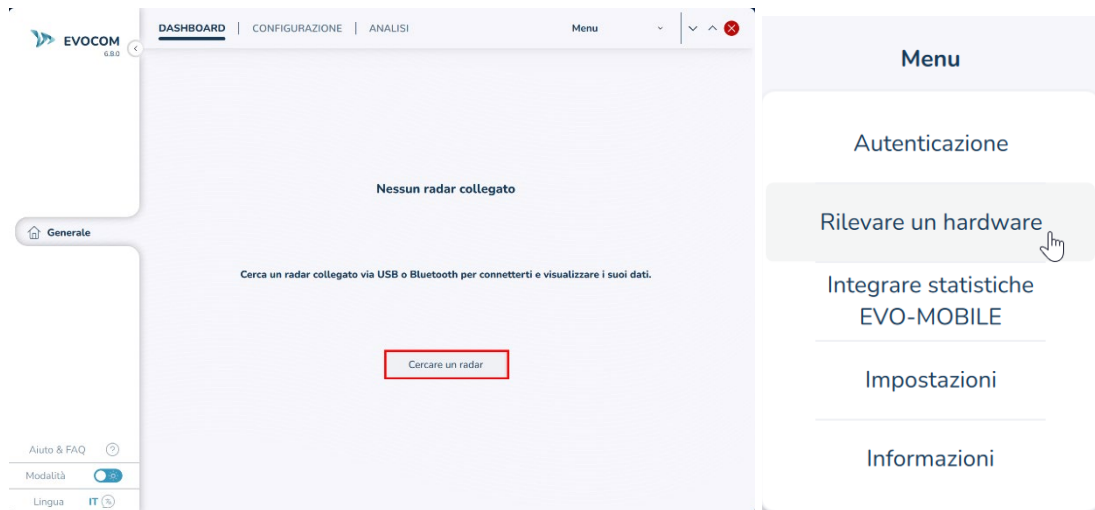 EVOCOM
6.8.0
DASHBOARD
CONFIGURAZIONE
ANALISI
Menu
Nessun radar collegato
Generale
Cerca un radar collegato via USB o Bluetooth per connetterti e visualizzare i suoi dati.
Cercare un radar
Aiuto & FAQ
Modalità
Lingua IT
Menu
Autenticazione
Rilevare un hardware
Integrare statistiche
EVO-MOBILE
Impostazioni
Informazioni